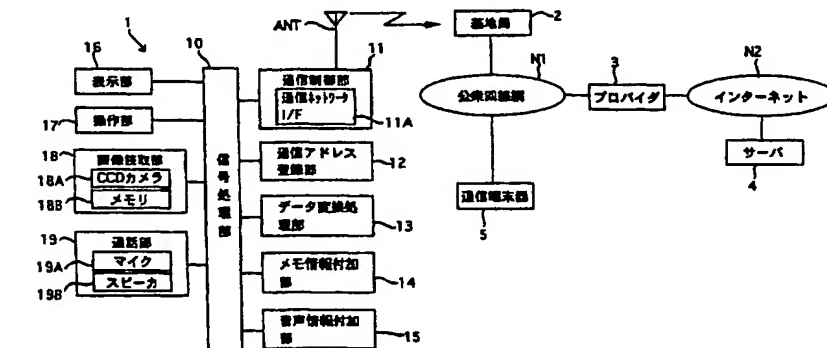 1
16
表示部
17
操作部
18
画像読取部
18A
CCDカメラ
18B
メモリ
19
通話部
19A
マイク
19B
スピーカ
10
信号処理部
ANT
11
通信制御部
通信ネットワーク
I/F
11A
通信アドレス
登録部
12
データ変換処
理部
13
メモ情報付加
部
14
音声情報付加
部
15
2
基地局
N1
公衆回線網
3
プロバイダ
N2
インターネット
サーバ
4
通信端末器
5